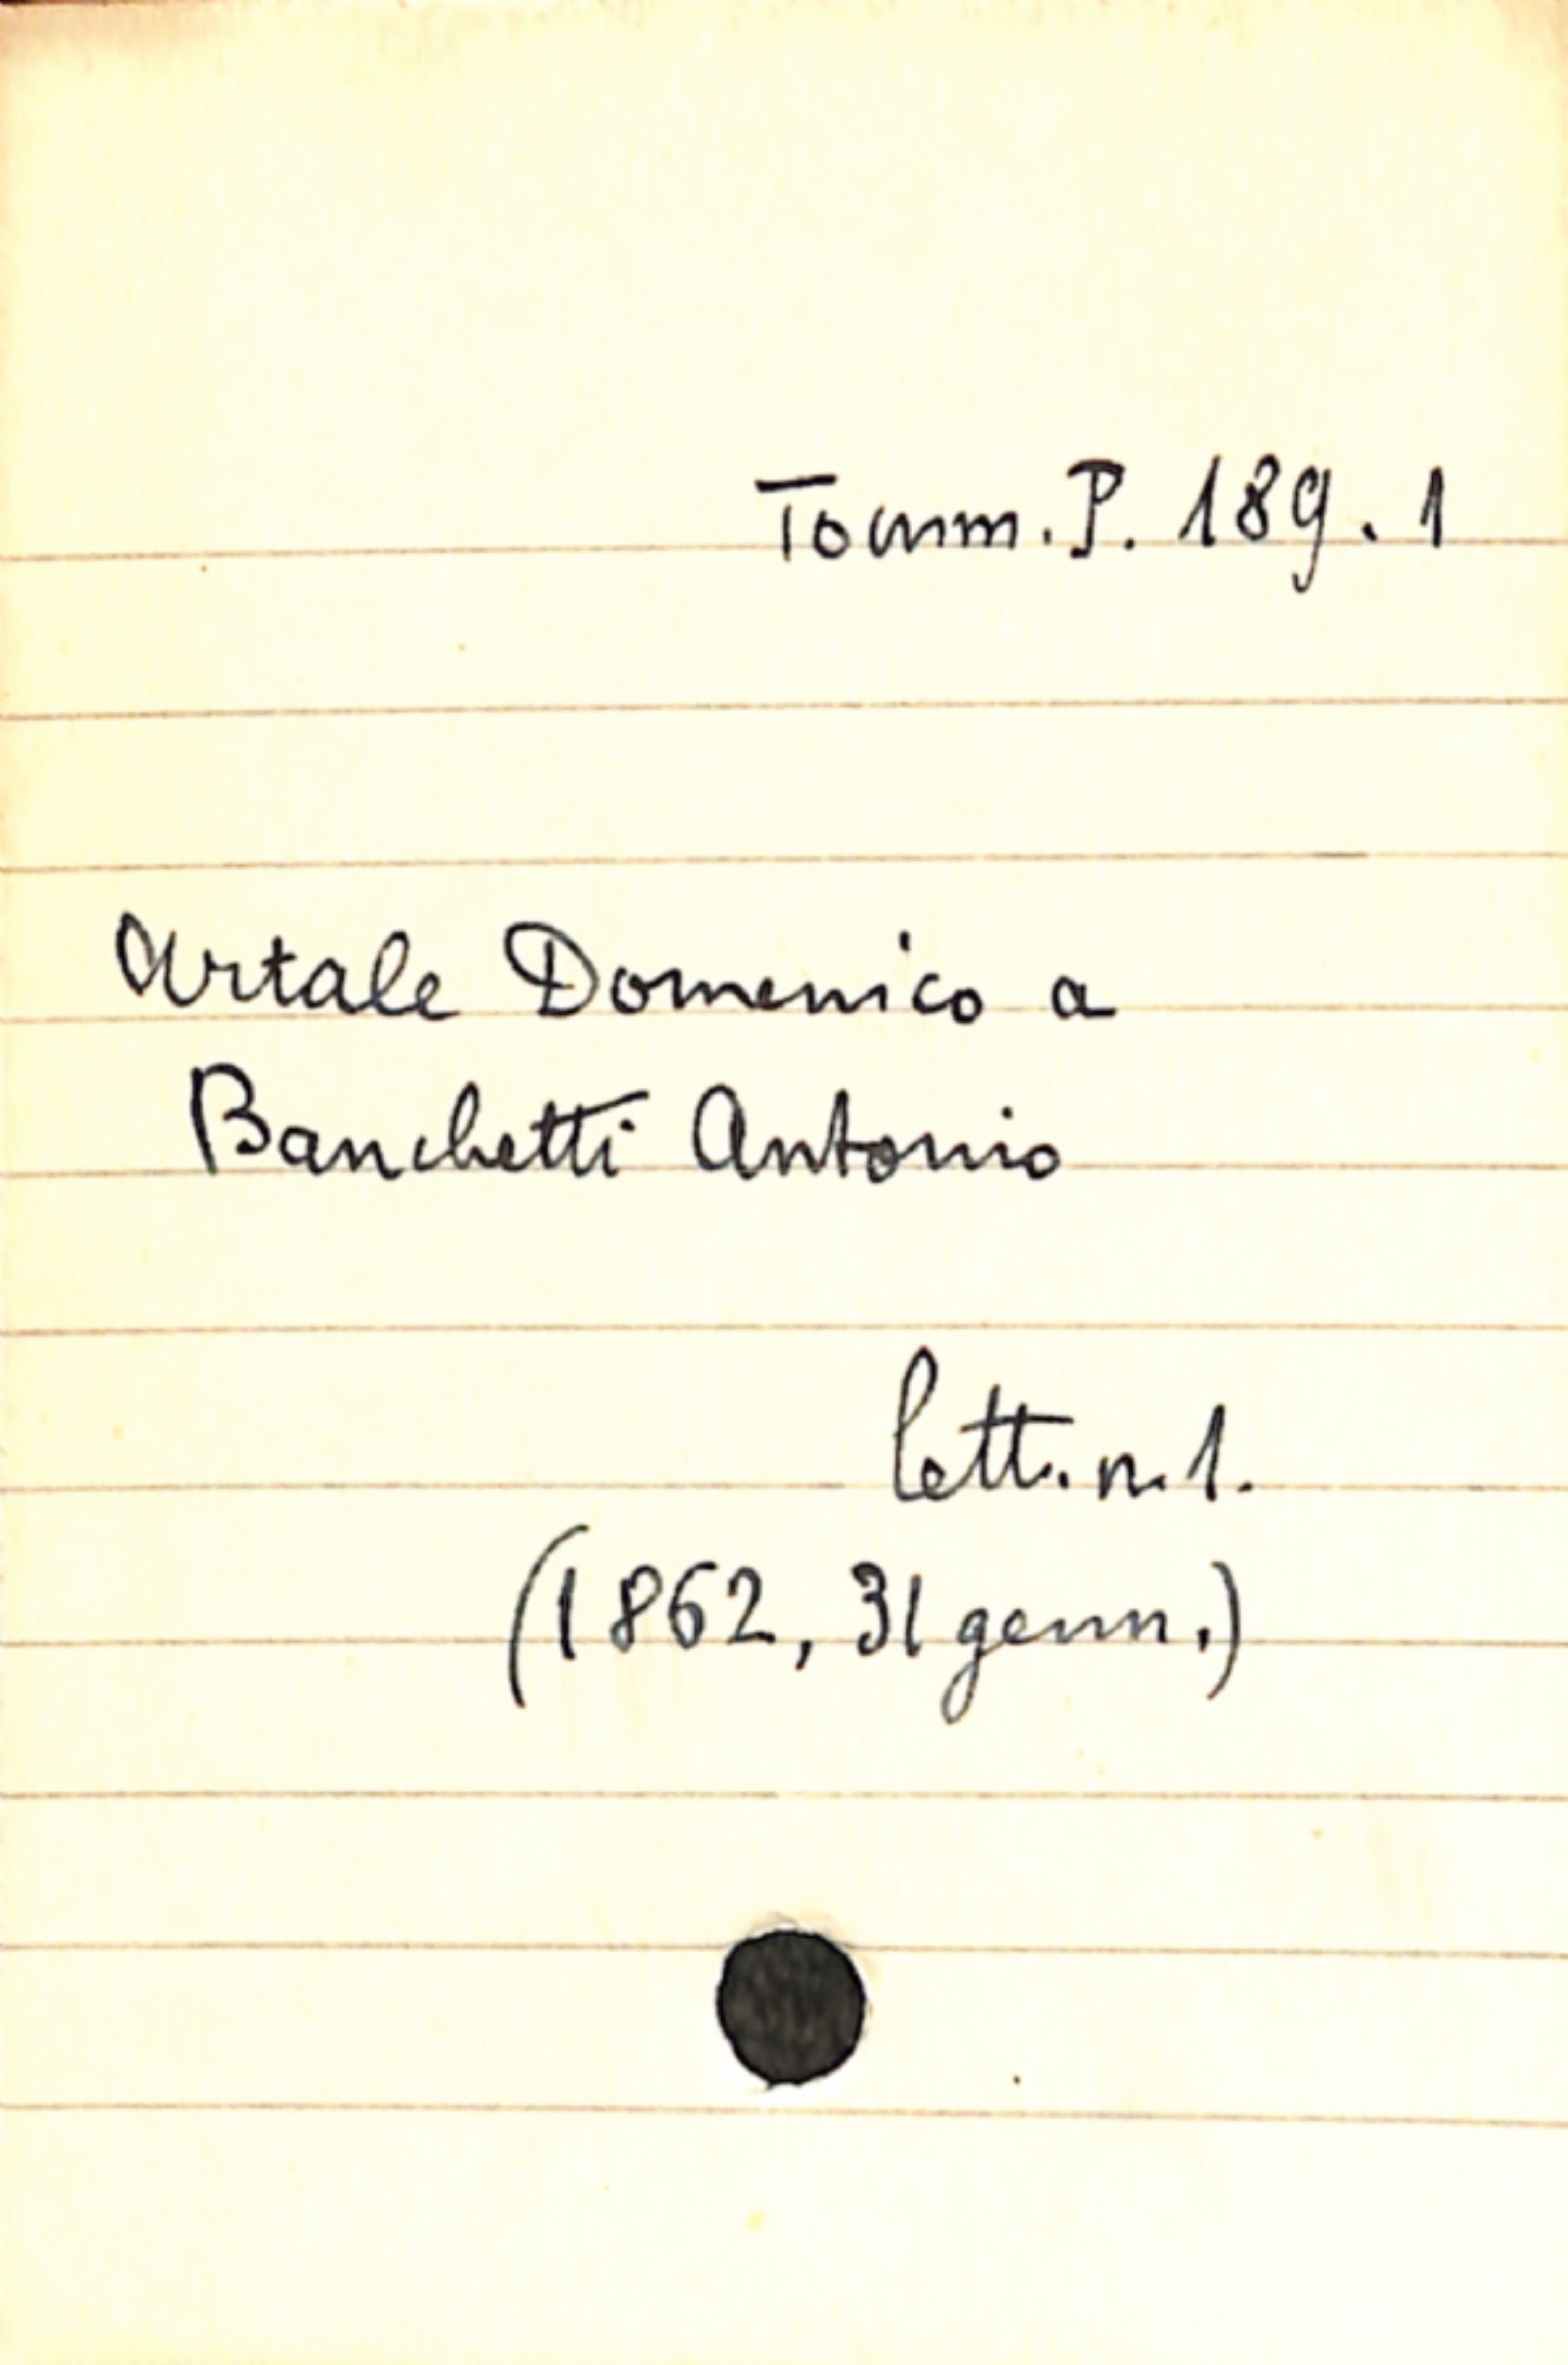 Tomm. P. 189. 1
Artale Domenico a
Banchetti Antonio
lett. n. 1.
(1862, 31 genn.)